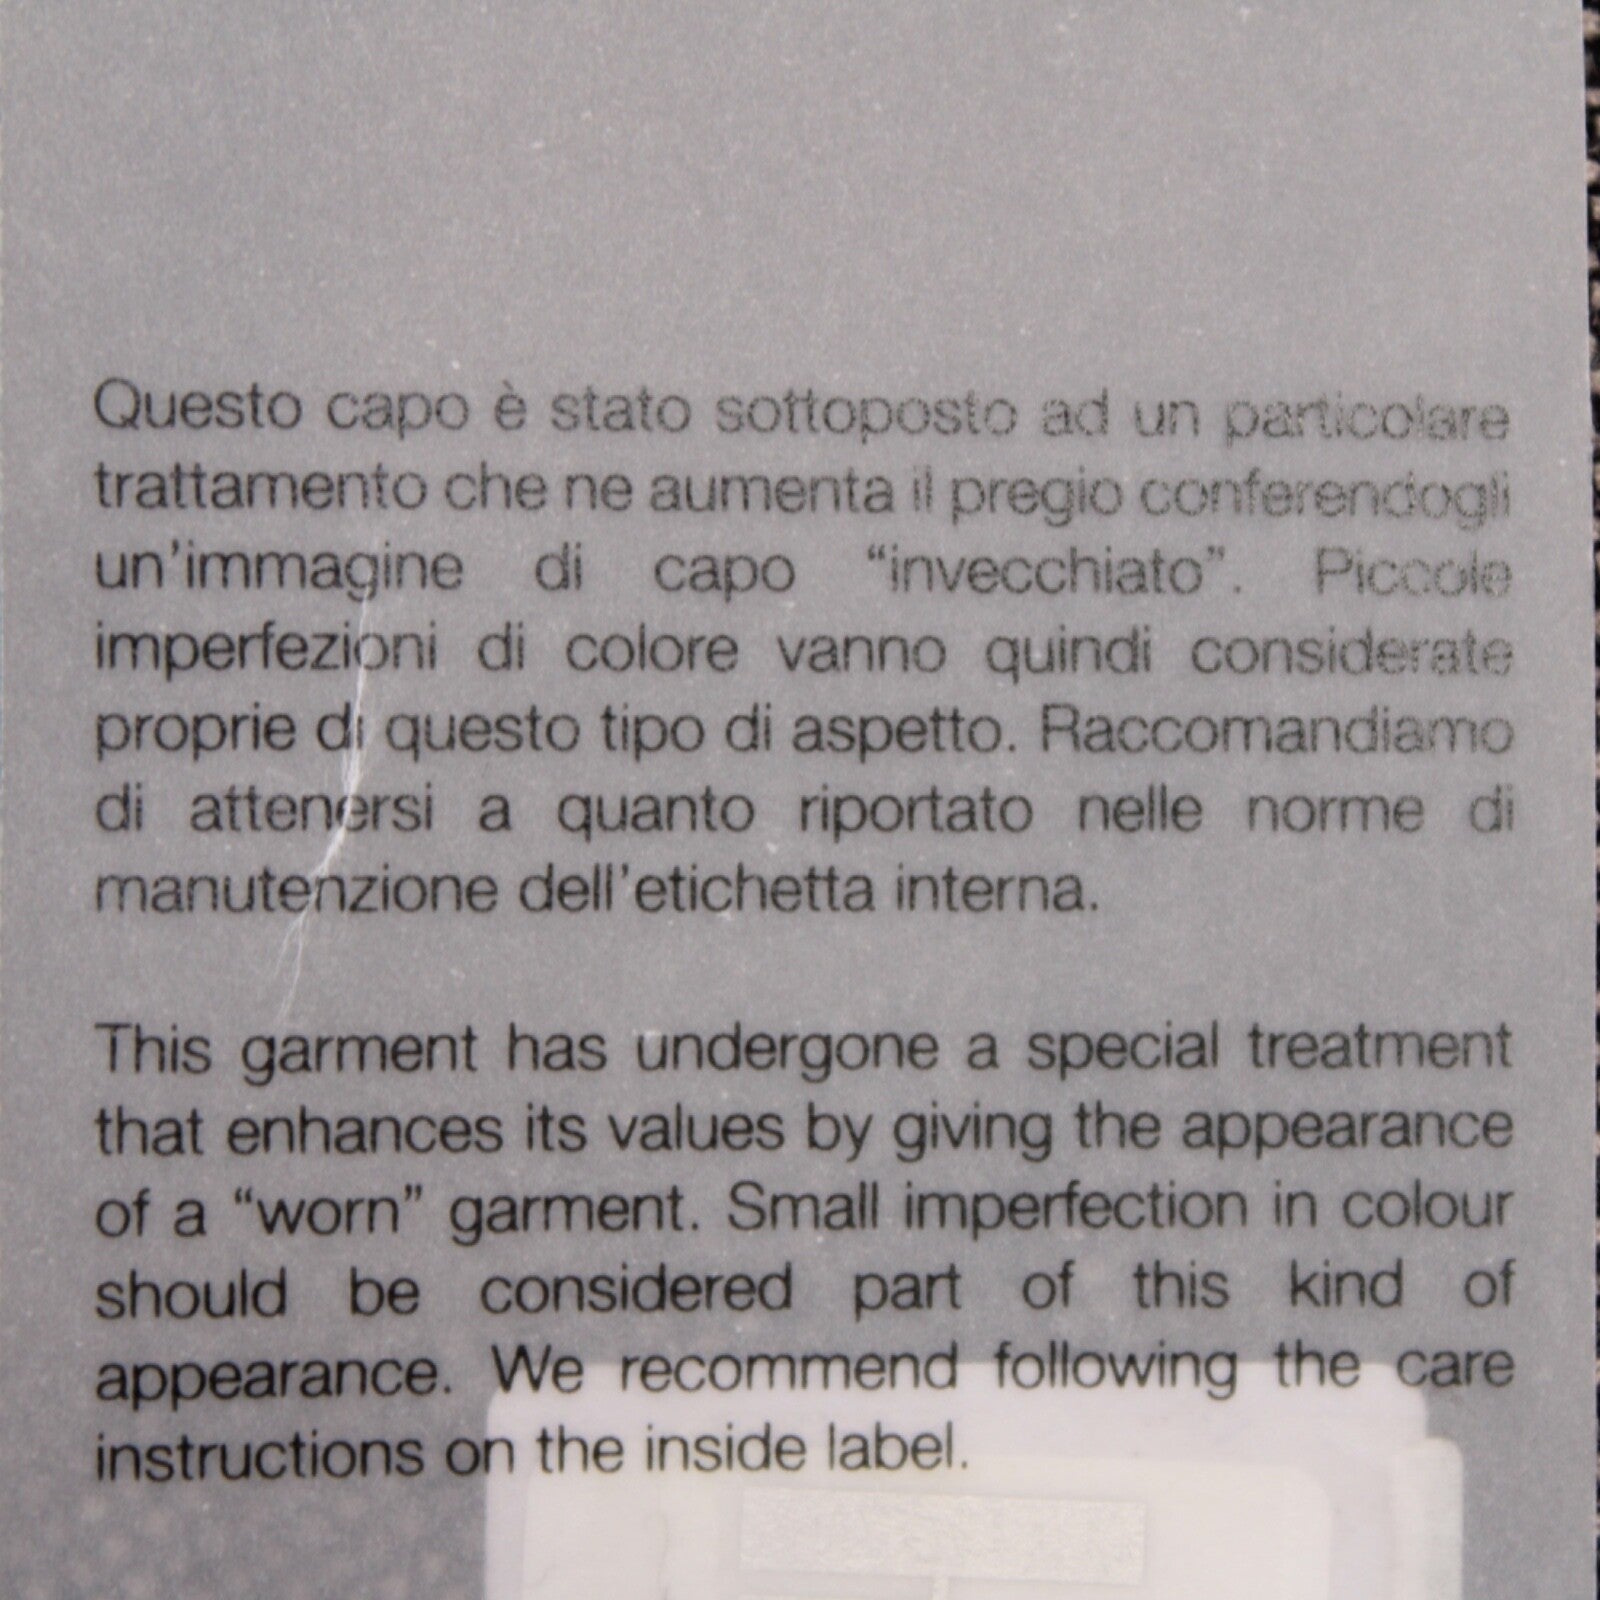 Questo capo è stato sottoposto ad un particolare
trattamento che ne aumenta il pregio conferendogli
un'immagine di capo “invecchiato”. Piccole
imperfezioni di colore vanno quindi considerate
proprie di questo tipo di aspetto. Raccomandiamo
di attenersi a quanto riportato nelle norme di
manutenzione dell'etichetta interna.
This garment has undergone a special treatment
that enhances its values by giving the appearance
of a “worn” garment. Small imperfection in colour
should be considered part of this kind of
appearance. We recommend following the care
instructions on the inside label.